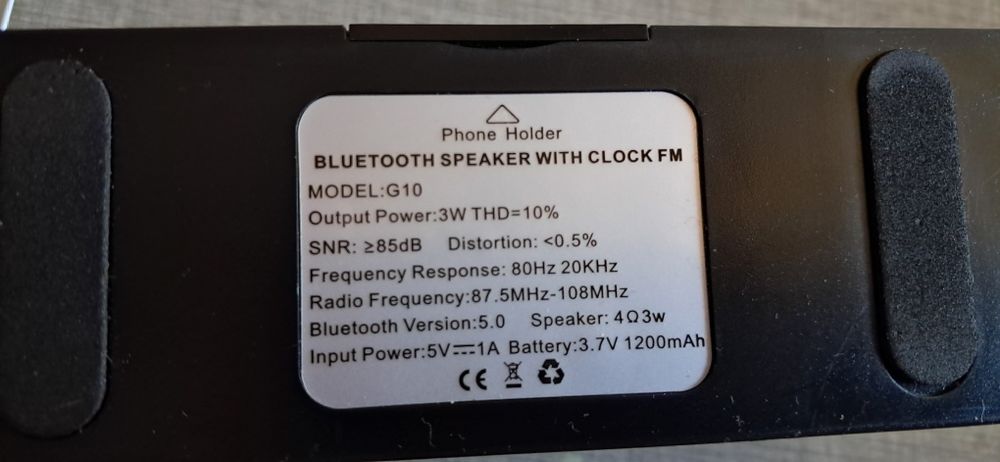 Phone Holder
BLUETOOTH SPEAKER WITH CLOCK FM
MODEL:G10
Output Power:3W THD=10%
SNR: ≥85dB Distortion: <0.5%
Frequency Response: 80Hz 20KHz
Radio Frequency:87.5MHz-108MHz
Bluetooth Version:5.0 Speaker: 4Ω3w
Input Power:5V⎓1A Battery:3.7V 1200mAh
CE